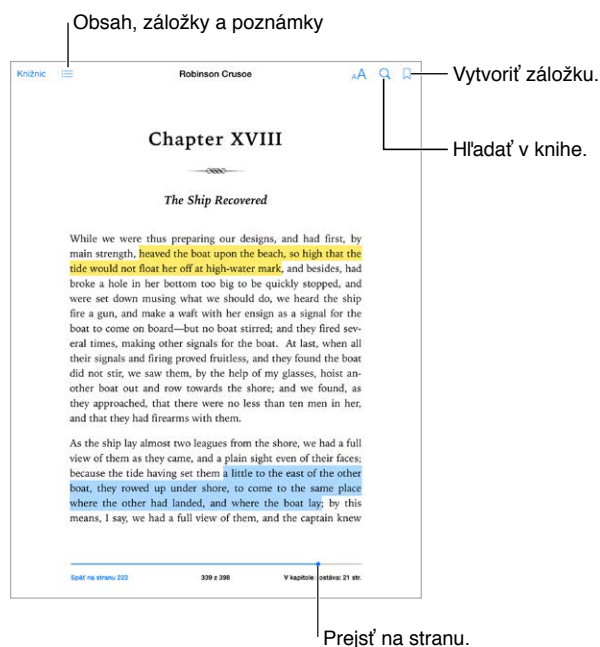 Obsah, záložky a poznámky
Knižnic
Robinson Crusoe
AA
Vytvoriť záložku.
Hľadať v knihe.
Chapter XVIII
The Ship Recovered
While we were thus preparing our designs, and had first, by
main strength, heaved the boat upon the beach, so high that the
tide would not float her off at high-water mark, and besides, had
broke a hole in her bottom too big to be quickly stopped, and
were set down musing what we should do, we heard the ship
fire a gun, and make a waft with her ensign as a signal for the
boat to come on board—but no boat stirred; and they fired sev-
eral times, making other signals for the boat. At last, when all
their signals and firing proved fruitless, and they found the boat
did not stir, we saw them, by the help of my glasses, hoist an-
other boat out and row towards the shore; and we found, as
they approached, that there were no less than ten men in her,
and that they had firearms with them.
As the ship lay almost two leagues from the shore, we had a full
view of them as they came, and a plain sight even of their faces;
because the tide having set them a little to the east of the other
boat, they rowed up under shore, to come to the same place
where the other had landed, and where the boat lay; by this
means, I say, we had a full view of them, and the captain knew
Späť na stranu 223
339 z 398
V kapitole ostáva: 21 str.
Prejsť na stranu.